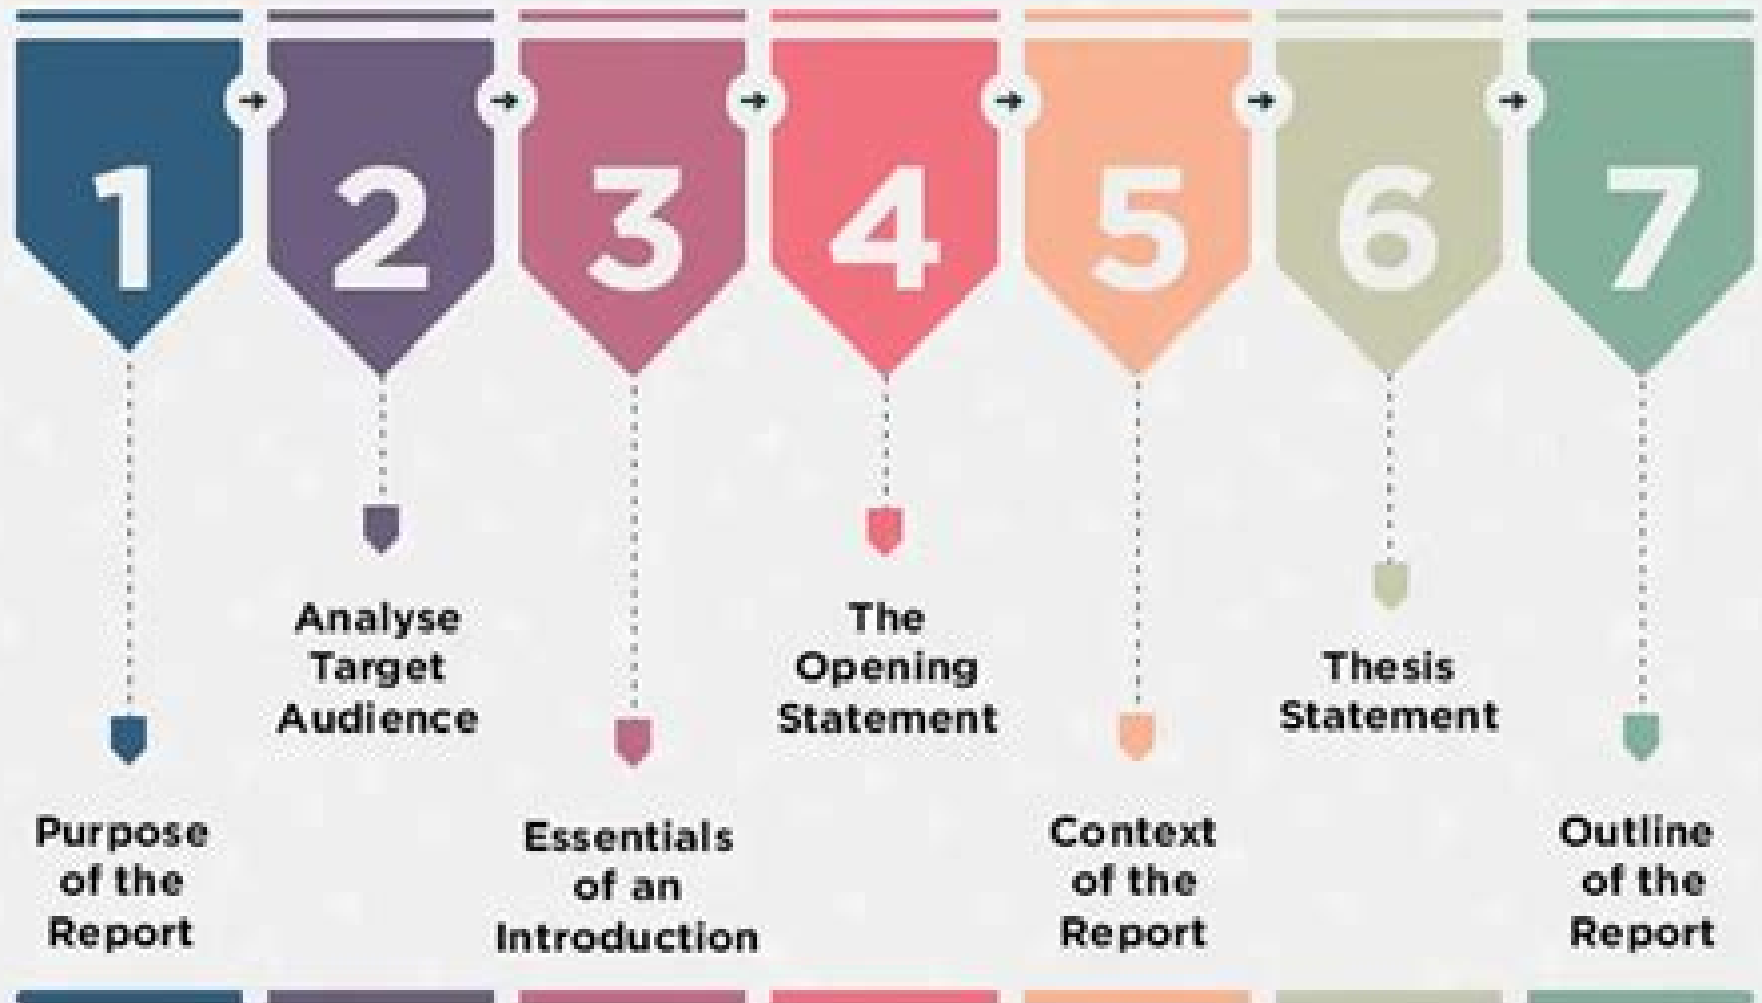 1
2
3
4
5
6
7
Purpose
of the
Report
Analyse
Target
Audience
Essentials
of an
Introduction
The
Opening
Statement
Context
of the
Report
Thesis
Statement
Outline
of the
Report